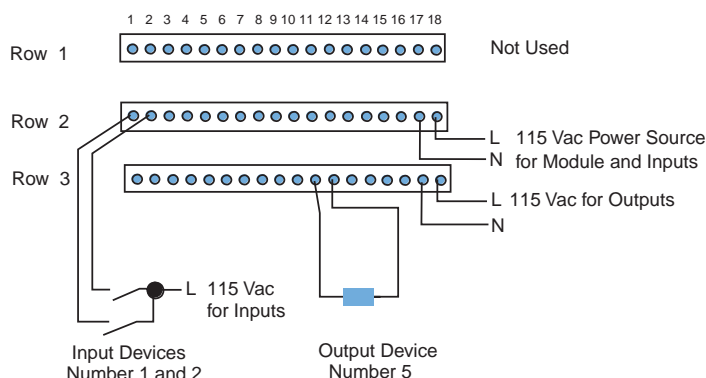 1 2 3 4 5 6 7 8 9 10 11 12 13 14 15 16 17 18
Row 1
Not Used
Row 2
L 115 Vac Power Source
N for Module and Inputs
Row 3
L 115 Vac for Outputs
N
L 115 Vac
for Inputs
Input Devices
Number 1 and 2
Output Device
Number 5